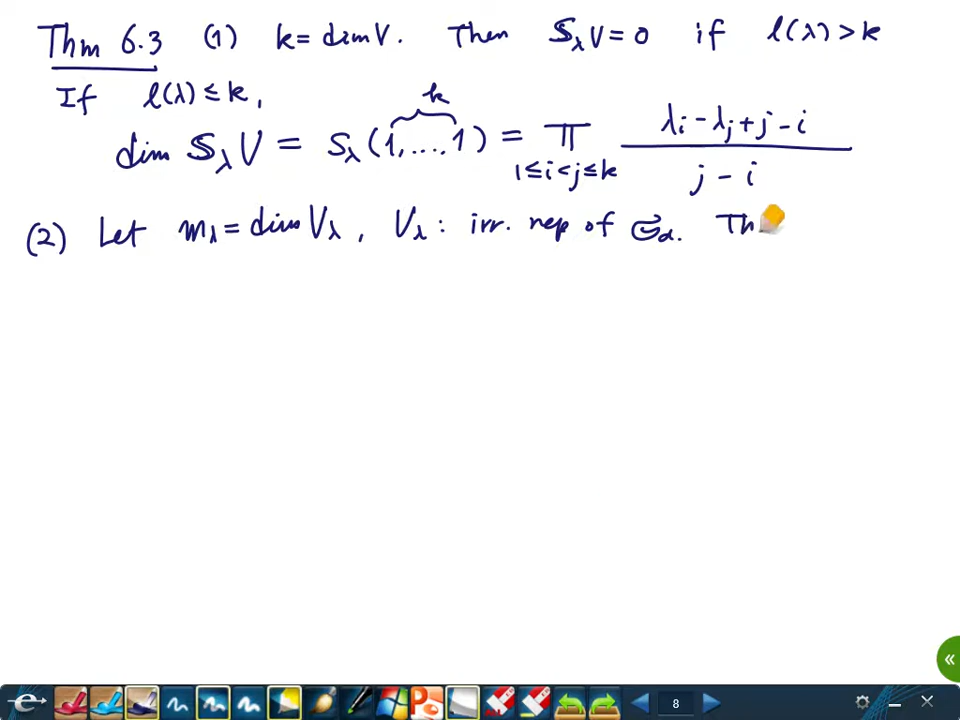 Thm 6.3 (1) k = dim V. Then 𝕊_λ V = 0 if l(λ) > k
If l(λ) ≤ k,
k
dim 𝕊_λ V = S_λ(1, .... 1) = ∏_{1≤i<j≤k} (λ_i - λ_j + j - i) / (j - i)
(2) Let m_λ = dim V_λ, V_λ : irr. rep of 𝔖_d. Th
8